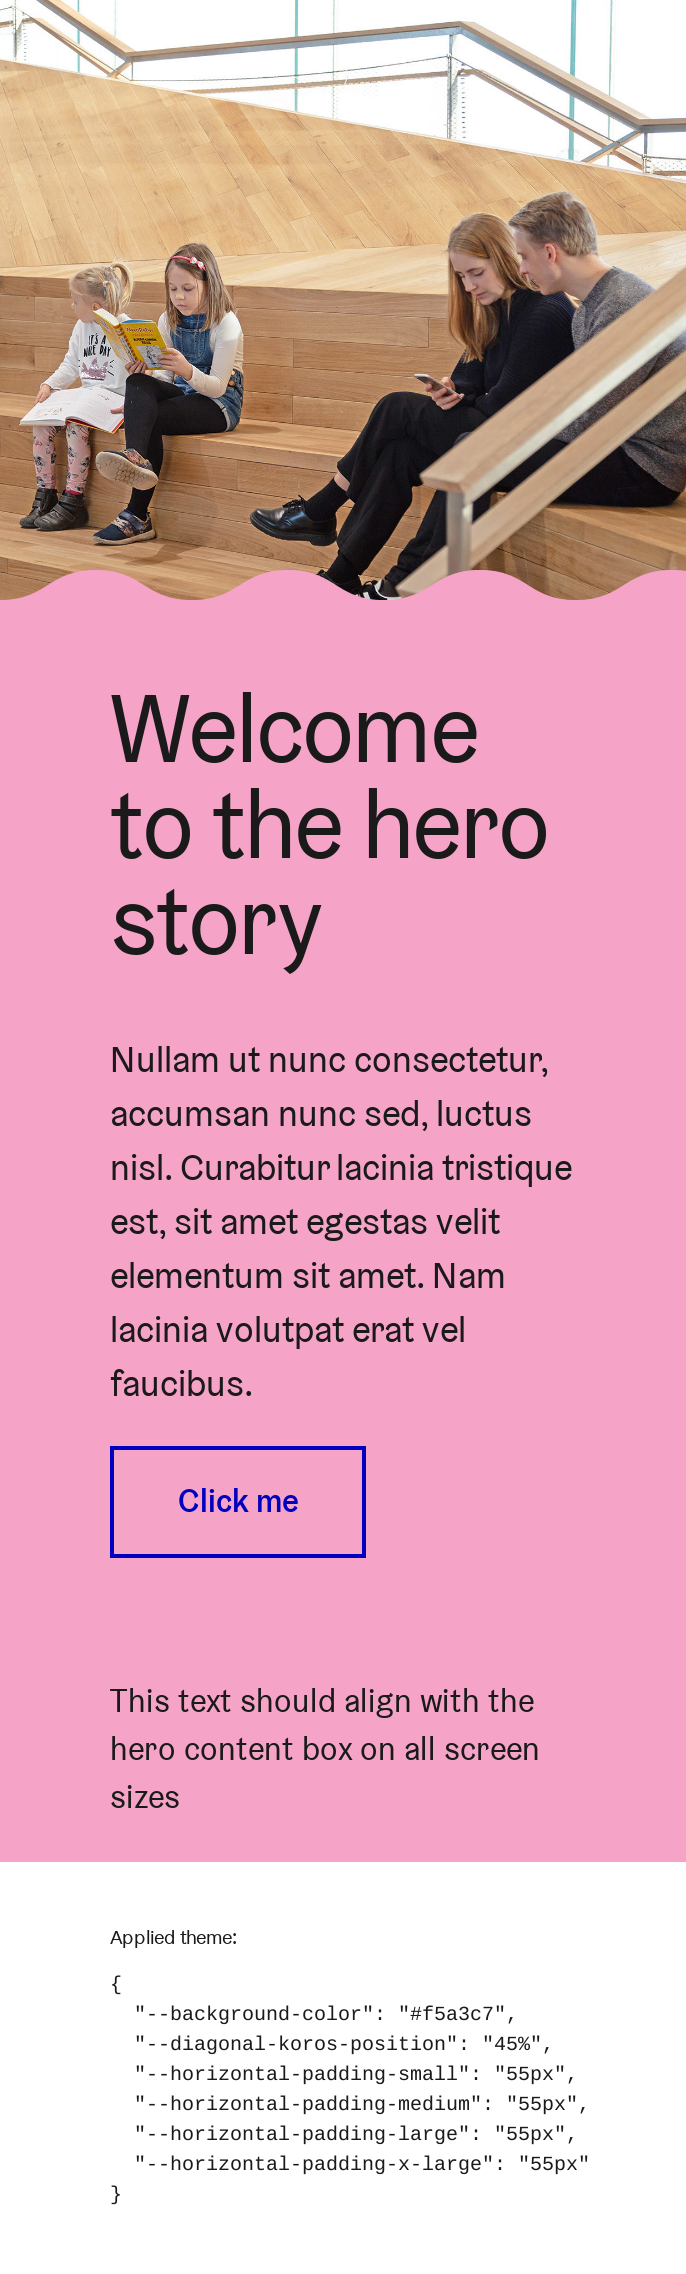 IT'S A
NICE DAY
Welcome
to the hero
story
Nullam ut nunc consectetur,
accumsan nunc sed, luctus
nisl. Curabitur lacinia tristique
est, sit amet egestas velit
elementum sit amet. Nam
lacinia volutpat erat vel
faucibus.
Click me
This text should align with the
hero content box on all screen
sizes
Applied theme:
{
  "--background-color": "#f5a3c7",
  "--diagonal-koros-position": "45%",
  "--horizontal-padding-small": "55px",
  "--horizontal-padding-medium": "55px",
  "--horizontal-padding-large": "55px",
  "--horizontal-padding-x-large": "55px"
}